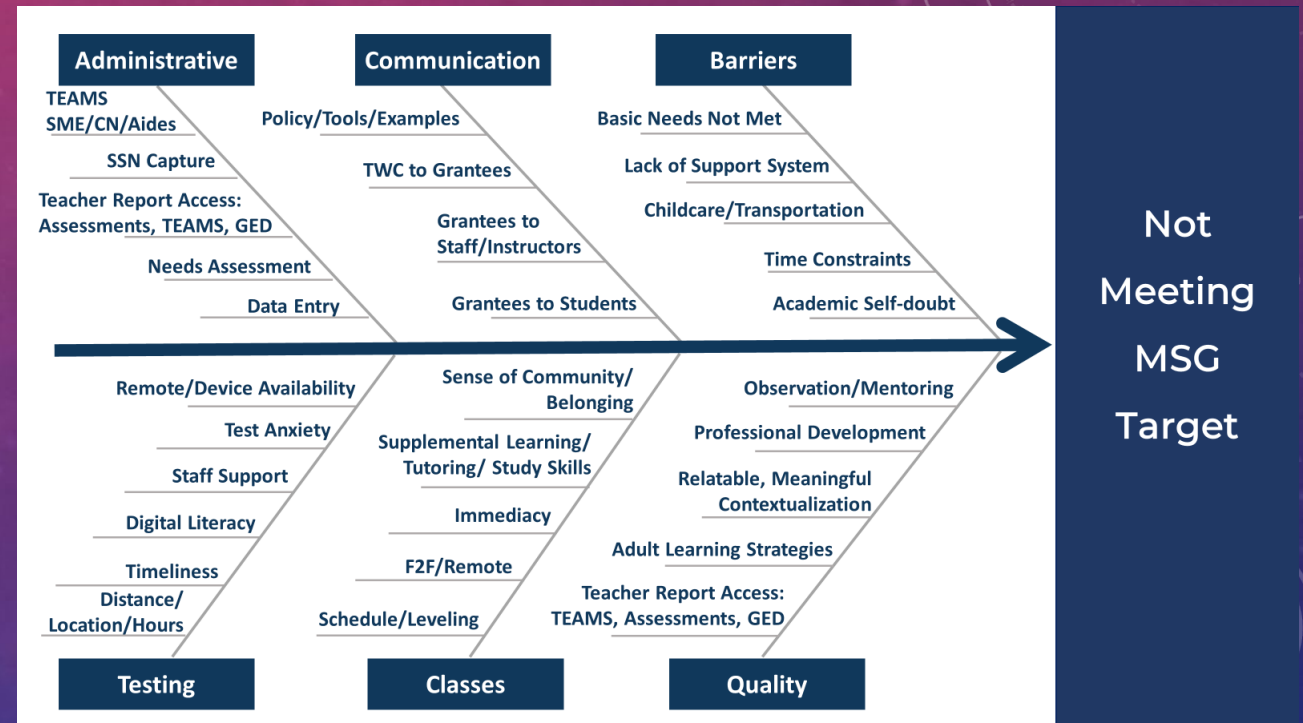 Administrative
TEAMS
SME/CN/Aides
SSN Capture
Teacher Report Access:
Assessments, TEAMS, GED
Needs Assessment
Data Entry
Communication
Policy/Tools/Examples
TWC to Grantees
Grantees to
Staff/Instructors
Grantees to Students
Barriers
Basic Needs Not Met
Lack of Support System
Childcare/Transportation
Time Constraints
Academic Self-doubt
Remote/Device Availability
Test Anxiety
Staff Support
Digital Literacy
Timeliness
Distance/
Location/Hours
Testing
Sense of Community/
Belonging
Supplemental Learning/
Tutoring/ Study Skills
Immediacy
F2F/Remote
Schedule/Leveling
Classes
Observation/Mentoring
Professional Development
Relatable, Meaningful
Contextualization
Adult Learning Strategies
Teacher Report Access:
TEAMS, Assessments, GED
Quality
Not
Meeting
MSG
Target